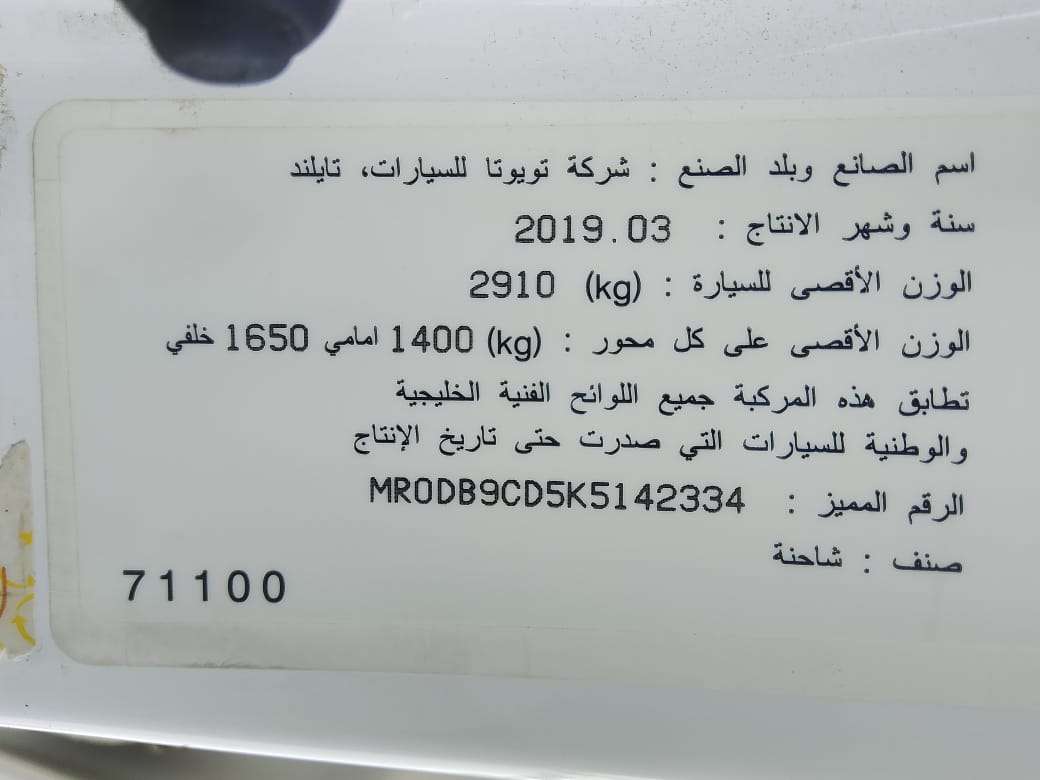 اسم الصانع وبلد الصنع : شركة تويوتا للسيارات، تايلند
سنة وشهر الانتاج : 2019.03
الوزن الأقصى للسيارة : (kg) 2910
الوزن الأقصى على كل محور : (kg) 1400 امامي 1650 خلفي
تطابق هذه المركبة جميع اللوائح الفنية الخليجية
والوطنية للسيارات التي صدرت حتى تاريخ الإنتاج
الرقم المميز : MR0DB9CD5K5142334
صنف : شاحنة
71100